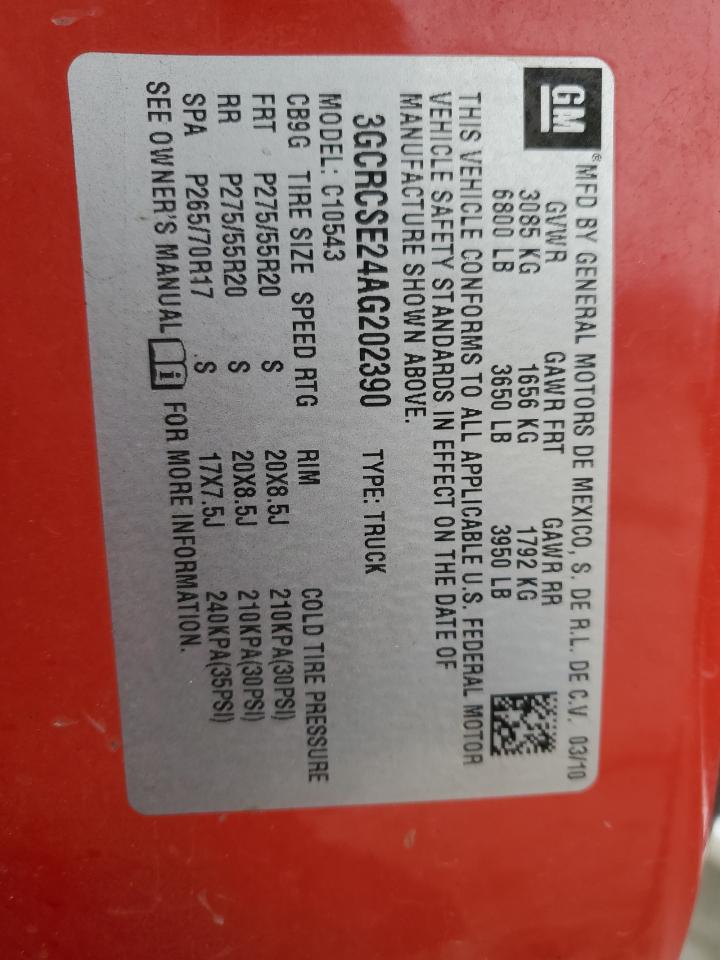 GM
®MFD BY GENERAL MOTORS DE MEXICO, S. DE R.L. DE C.V. 03/10
GVWR GAWR FRT GAWR RR
3085 KG 1656 KG 1792 KG
6800 LB 3650 LB 3950 LB
THIS VEHICLE CONFORMS TO ALL APPLICABLE U.S. FEDERAL MOTOR
VEHICLE SAFETY STANDARDS IN EFFECT ON THE DATE OF
MANUFACTURE SHOWN ABOVE.
3GCRCSE24AG202390 TYPE: TRUCK
MODEL: C10543
CB9G TIRE SIZE SPEED RTG RIM COLD TIRE PRESSURE
FRT P275/55R20 S 20X8.5J 210KPA(30PSI)
RR P275/55R20 S 20X8.5J 210KPA(30PSI)
SPA P265/70R17 S 17X7.5J 240KPA(35PSI)
SEE OWNER'S MANUAL i FOR MORE INFORMATION.